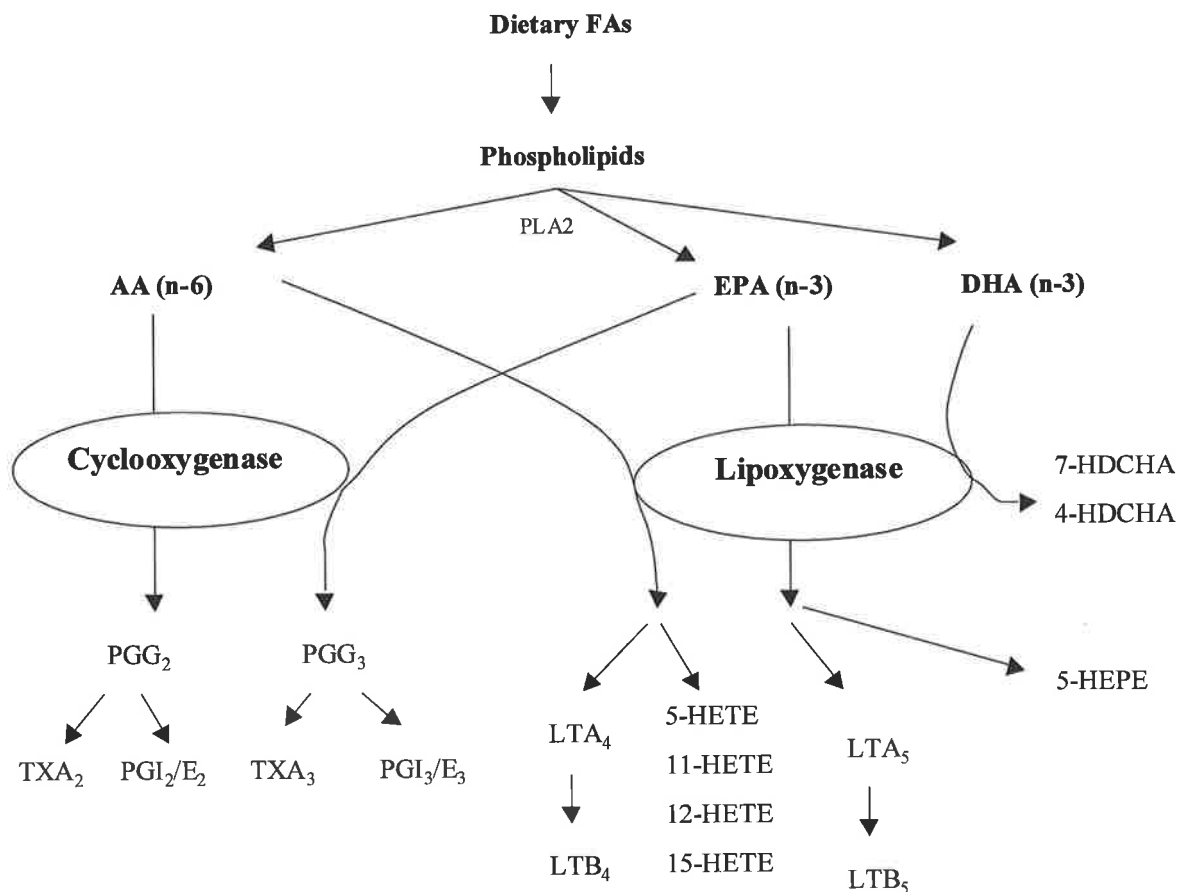 Dietary FAs
Phospholipids
PLA2
AA (n-6)
EPA (n-3)
DHA (n-3)
Cyclooxygenase
Lipoxygenase
7-HDCHA
4-HDCHA
PGG₂
PGG₃
5-HEPE
TXA₂
PGI₂/E₂
TXA₃
PGI₃/E₃
LTA₄
5-HETE
11-HETE
12-HETE
15-HETE
LTA₅
LTB₄
LTB₅